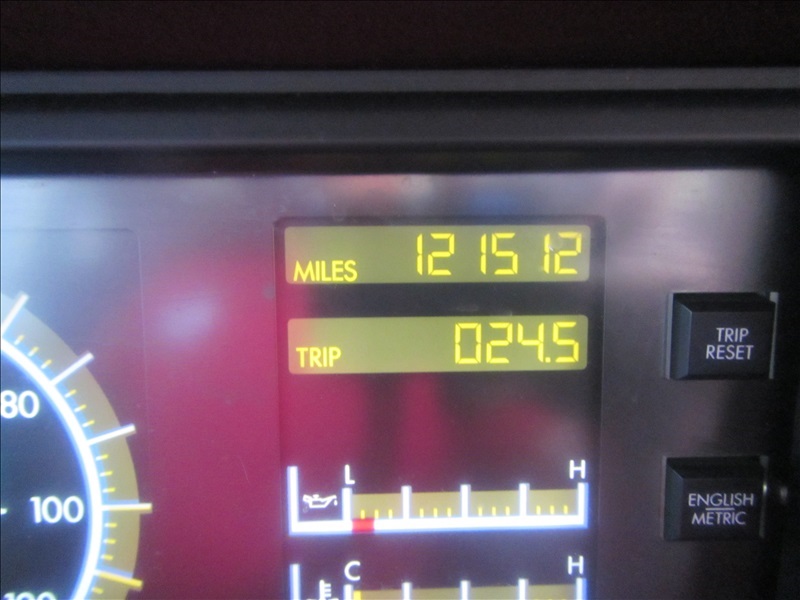 MILES 121512
TRIP 024.5
TRIP
RESET
L H
80
ENGLISH
METRIC
100
C H